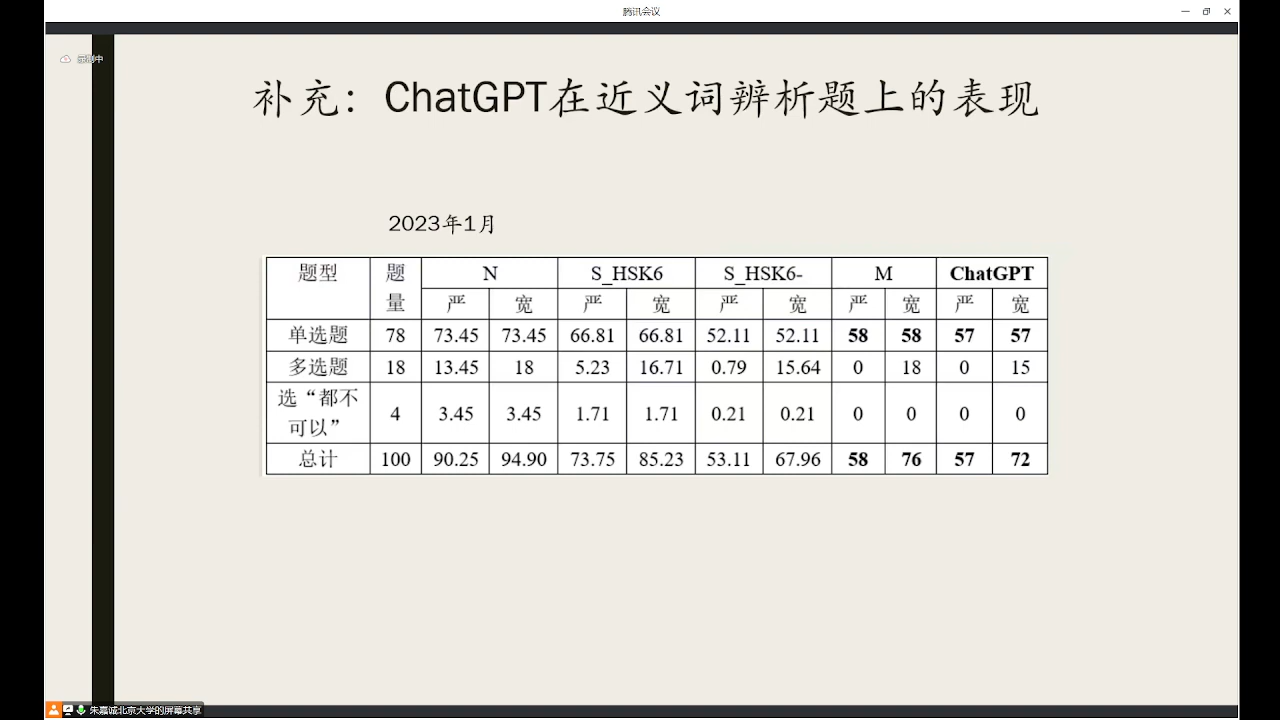 腾讯会议
录制中
补充：ChatGPT在近义词辨析题上的表现
2023年1月
题型 题量 N S_HSK6 S_HSK6- M ChatGPT
严 宽 严 宽 严 宽 严 宽 严 宽
单选题 78 73.45 73.45 66.81 66.81 52.11 52.11 58 58 57 57
多选题 18 13.45 18 5.23 16.71 0.79 15.64 0 18 0 15
选“都不可以” 4 3.45 3.45 1.71 1.71 0.21 0.21 0 0 0 0
总计 100 90.25 94.90 73.75 85.23 53.11 67.96 58 76 57 72
朱嘉诚北京大学的屏幕共享